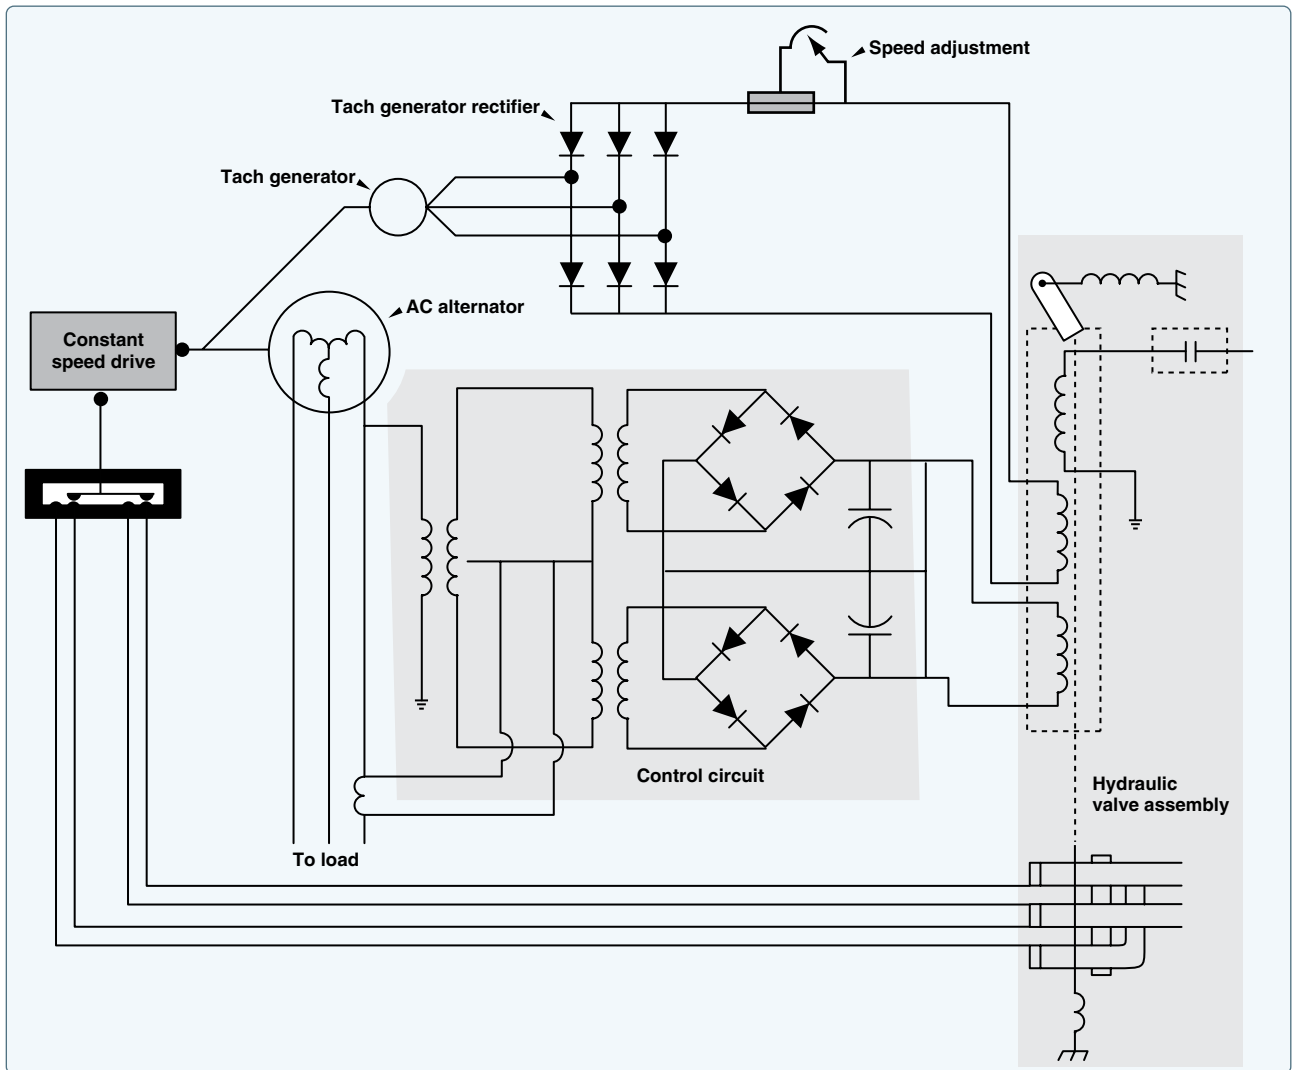 Speed adjustment
Tach generator rectifier
Tach generator
AC alternator
Constant
speed drive
Control circuit
Hydraulic
valve assembly
To load